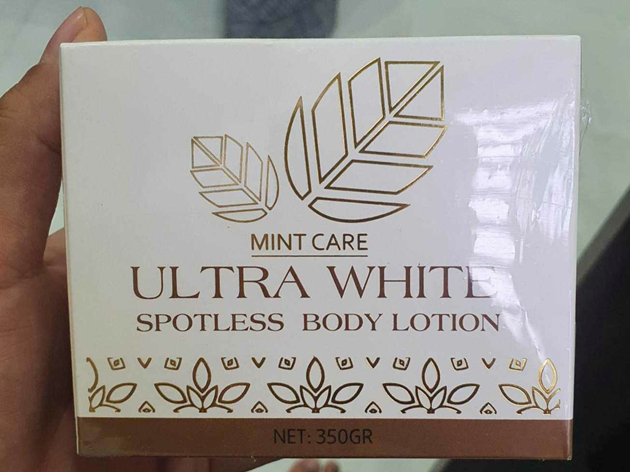 MINT CARE
ULTRA WHITE
SPOTLESS BODY LOTION
NET: 350GR